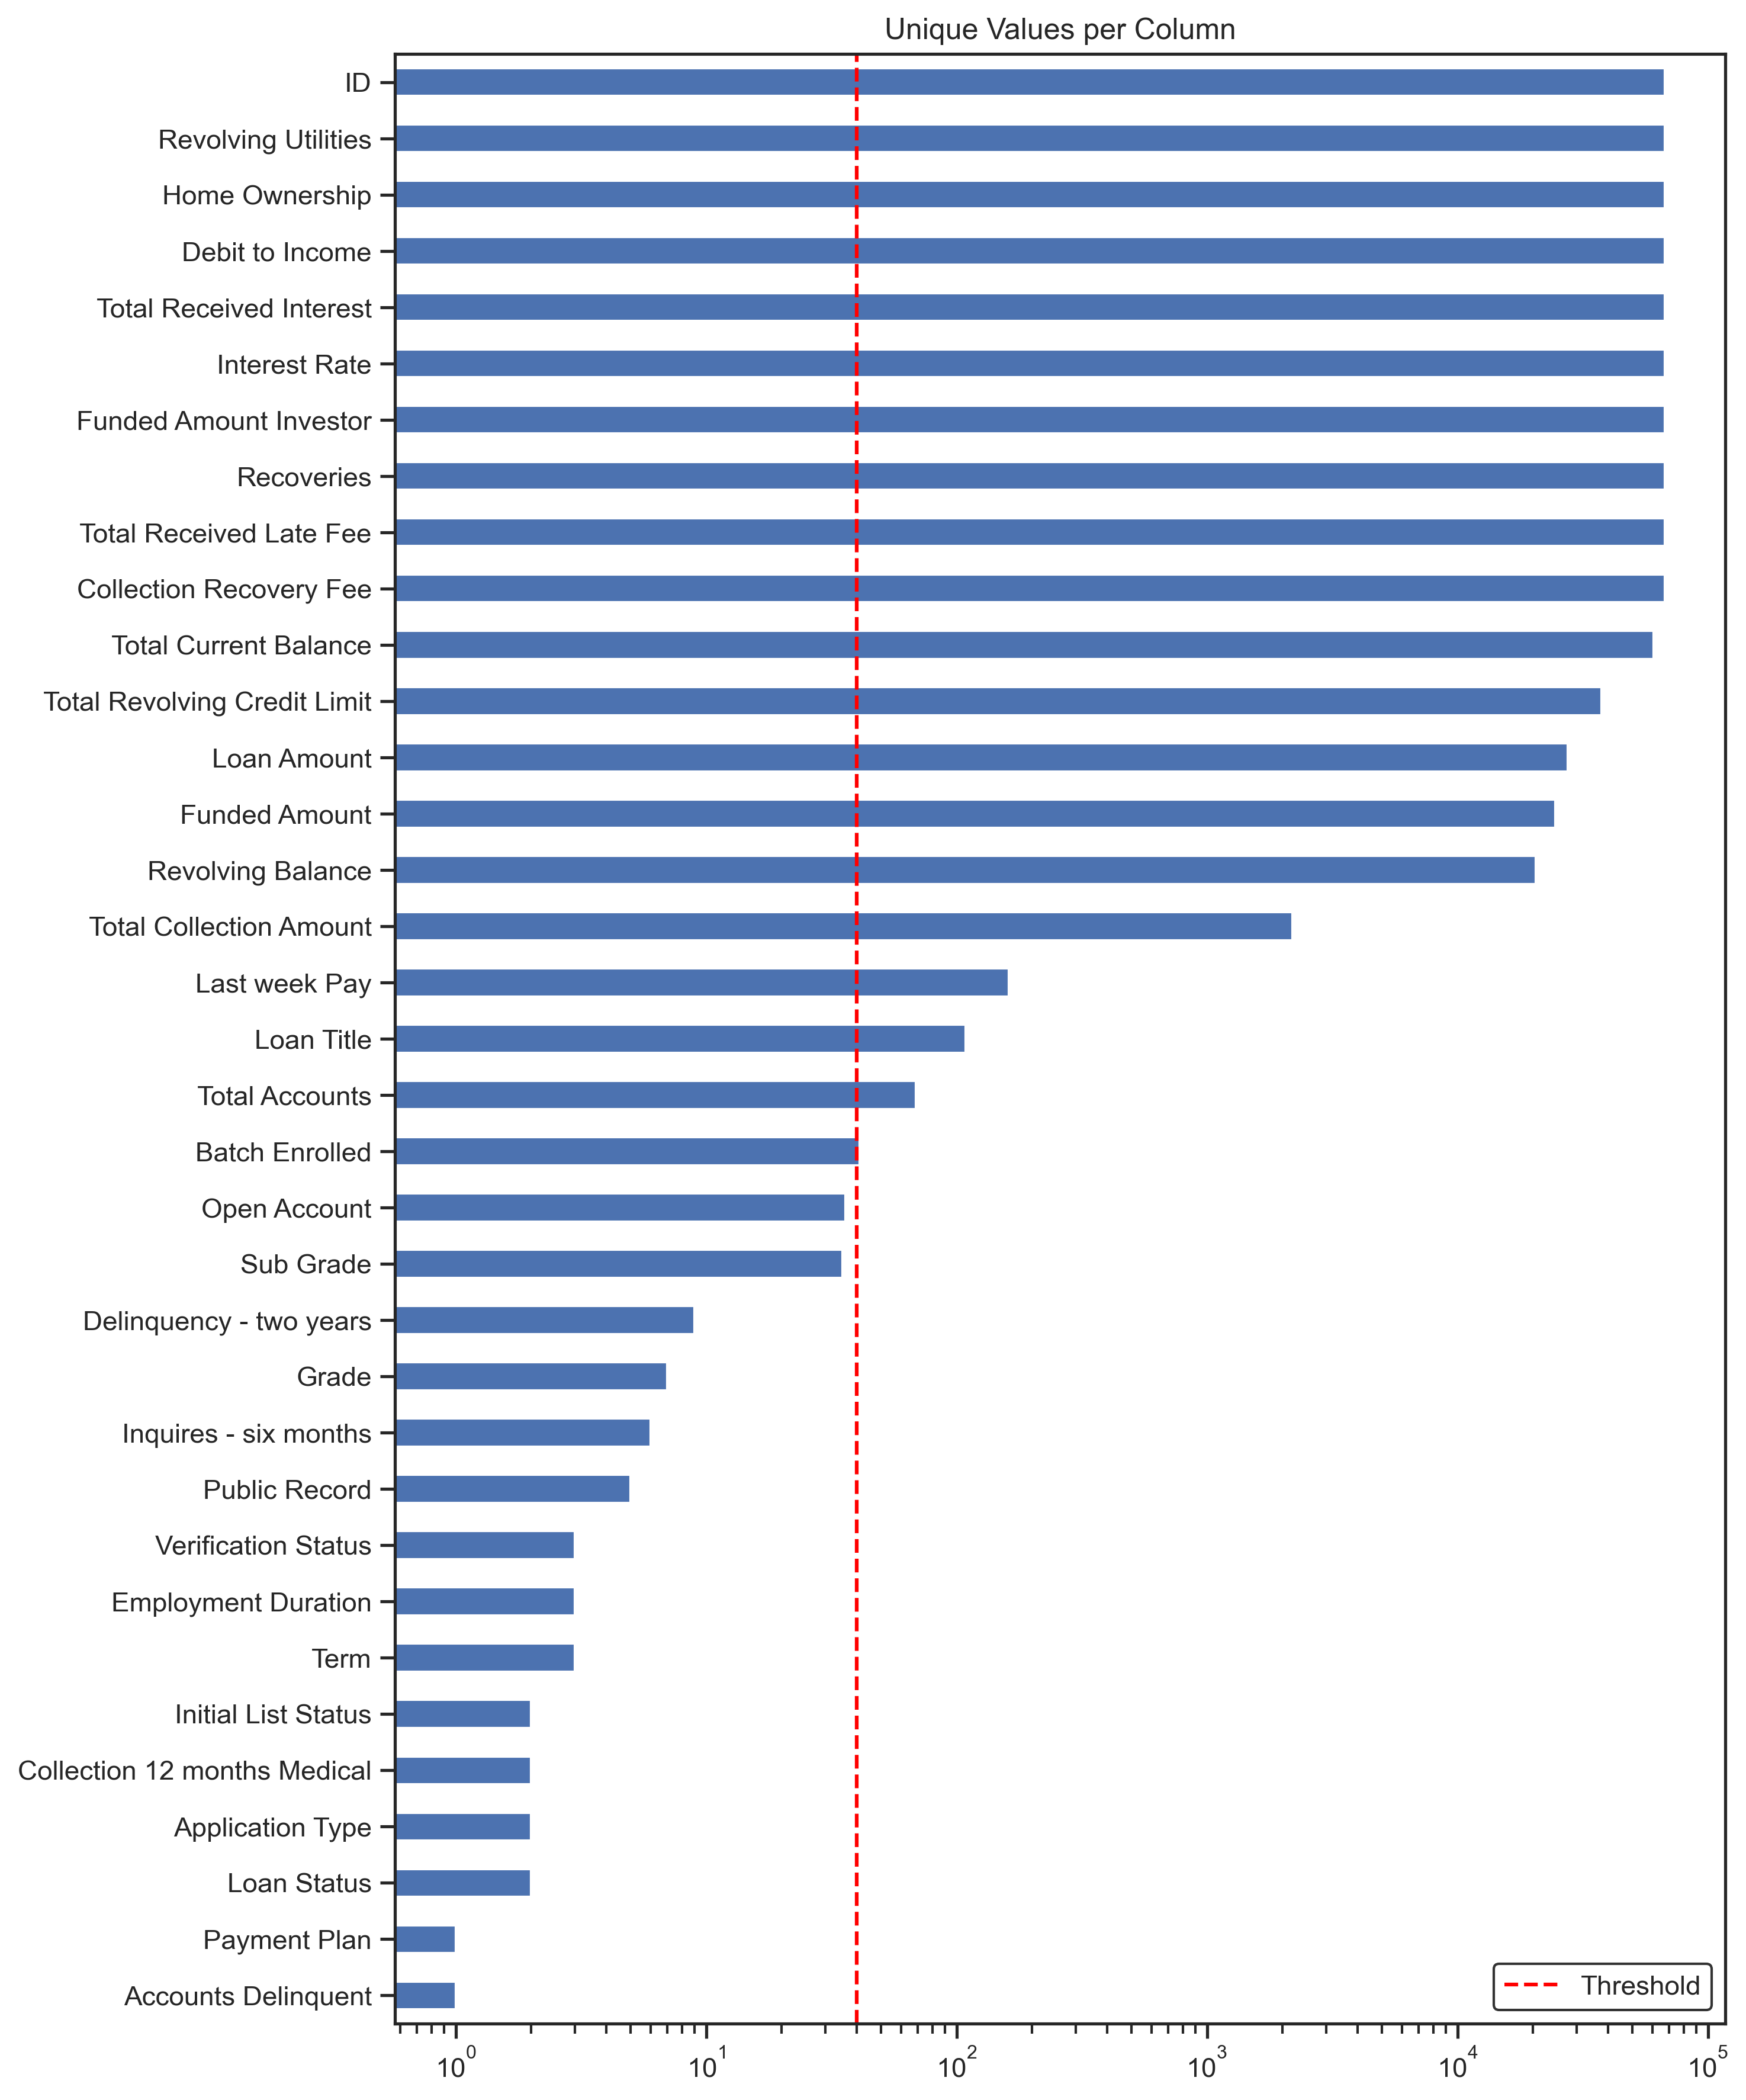 Unique Values per Column
ID
Revolving Utilities
Home Ownership
Debit to Income
Total Received Interest
Interest Rate
Funded Amount Investor
Recoveries
Total Received Late Fee
Collection Recovery Fee
Total Current Balance
Total Revolving Credit Limit
Loan Amount
Funded Amount
Revolving Balance
Total Collection Amount
Last week Pay
Loan Title
Total Accounts
Batch Enrolled
Open Account
Sub Grade
Delinquency - two years
Grade
Inquires - six months
Public Record
Verification Status
Employment Duration
Term
Initial List Status
Collection 12 months Medical
Application Type
Loan Status
Payment Plan
Accounts Delinquent
Threshold
10⁰ 10¹ 10² 10³ 10⁴ 10⁵